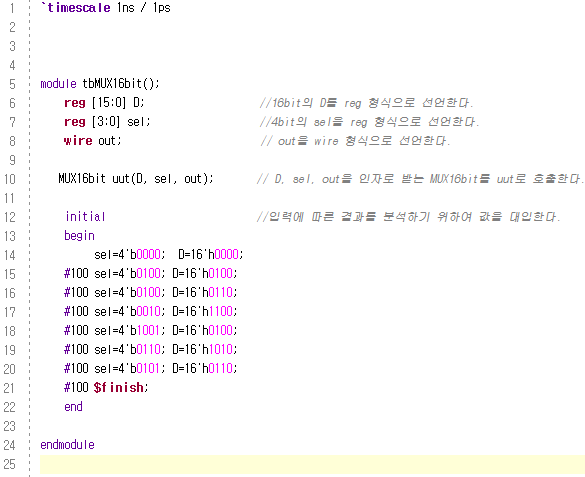 1 `timescale 1ns / 1ps
2
3
4
5 module tbMUX16bit();
6 reg [15:0] D; //16bit의 D를 reg 형식으로 선언한다.
7 reg [3:0] sel; //4bit의 sel을 reg 형식으로 선언한다.
8 wire out; // out을 wire 형식으로 선언한다.
9
10 MUX16bit uut(D, sel, out); // D, sel, out을 인자로 받는 MUX16bit를 uut로 호출한다.
11
12 initial //입력에 따른 결과를 분석하기 위하여 값을 대입한다.
13 begin
14 sel=4'b0000; D=16'h0000;
15 #100 sel=4'b0100; D=16'h0100;
16 #100 sel=4'b0100; D=16'h0110;
17 #100 sel=4'b0010; D=16'h1100;
18 #100 sel=4'b1001; D=16'h0100;
19 #100 sel=4'b0110; D=16'h1010;
20 #100 sel=4'b0101; D=16'h0110;
21 #100 $finish;
22 end
23
24 endmodule
25